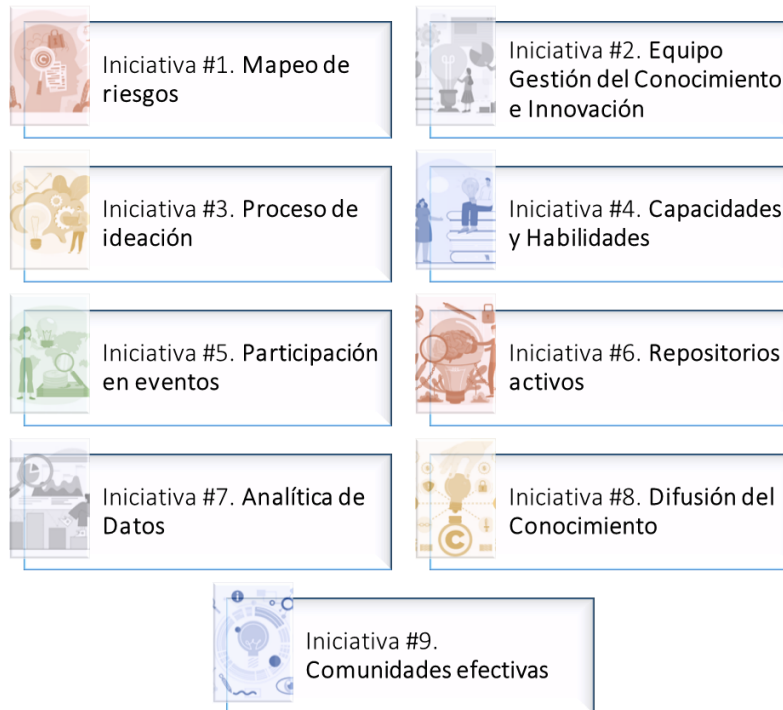 Iniciativa #1. Mapeo de
riesgos
Iniciativa #2. Equipo
Gestión del Conocimiento
e Innovación
Iniciativa #3. Proceso de
ideación
Iniciativa #4. Capacidades
y Habilidades
Iniciativa #5. Participación
en eventos
Iniciativa #6. Repositorios
activos
Iniciativa #7. Analítica de
Datos
Iniciativa #8. Difusión del
Conocimiento
Iniciativa #9.
Comunidades efectivas